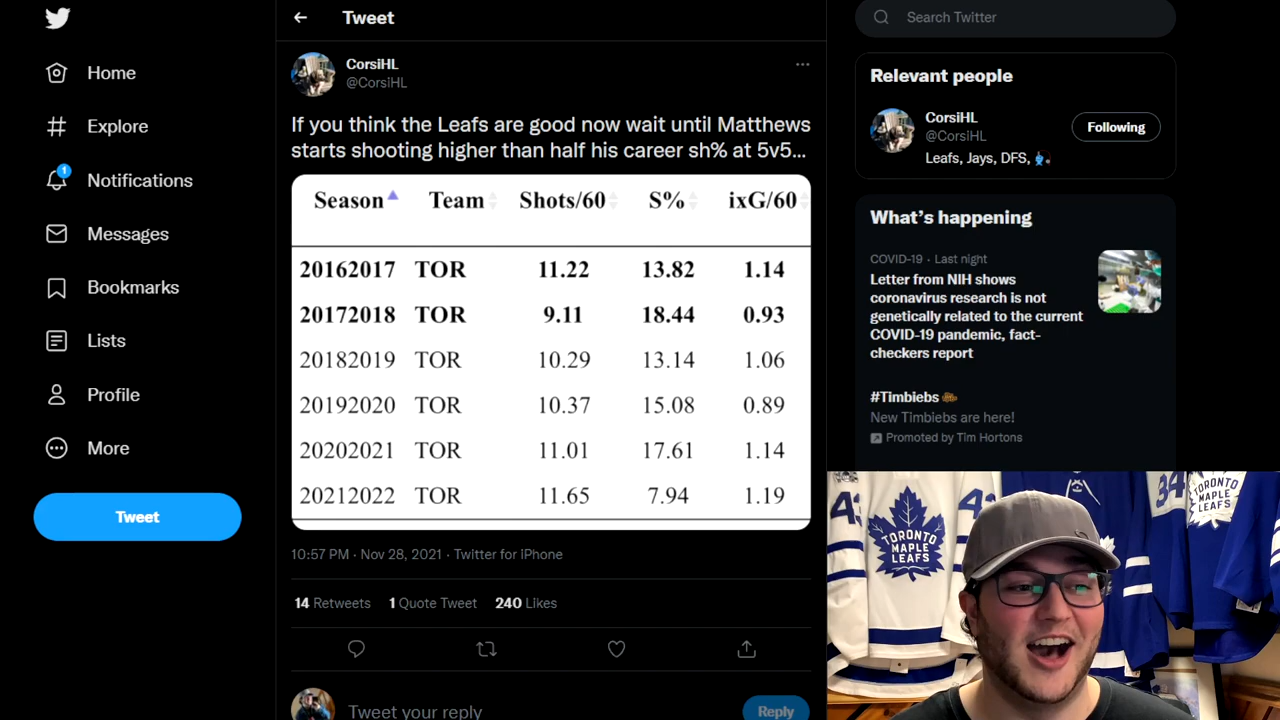 Home
Explore
1
Notifications
Messages
Bookmarks
Lists
Profile
More
Tweet
Tweet
CorsiHL
@CorsiHL
If you think the Leafs are good now wait until Matthews
starts shooting higher than half his career sh% at 5v5...
Season Team Shots/60 S% ixG/60
20162017 TOR 11.22 13.82 1.14
20172018 TOR 9.11 18.44 0.93
20182019 TOR 10.29 13.14 1.06
20192020 TOR 10.37 15.08 0.89
20202021 TOR 11.01 17.61 1.14
20212022 TOR 11.65 7.94 1.19
10:57 PM · Nov 28, 2021 · Twitter for iPhone
14 Retweets 1 Quote Tweet 240 Likes
Tweet your reply
Reply
Search Twitter
Relevant people
CorsiHL
@CorsiHL
Following
Leafs, Jays, DFS,
What's happening
COVID-19 · Last night
Letter from NIH shows
coronavirus research is not
genetically related to the current
COVID-19 pandemic, fact-
checkers report
#Timbiebs
New Timbiebs are here!
Promoted by Tim Hortons
43
TORONTO
MAPLE
LEAFS
34
TORONTO
MAPLE
LEAFS